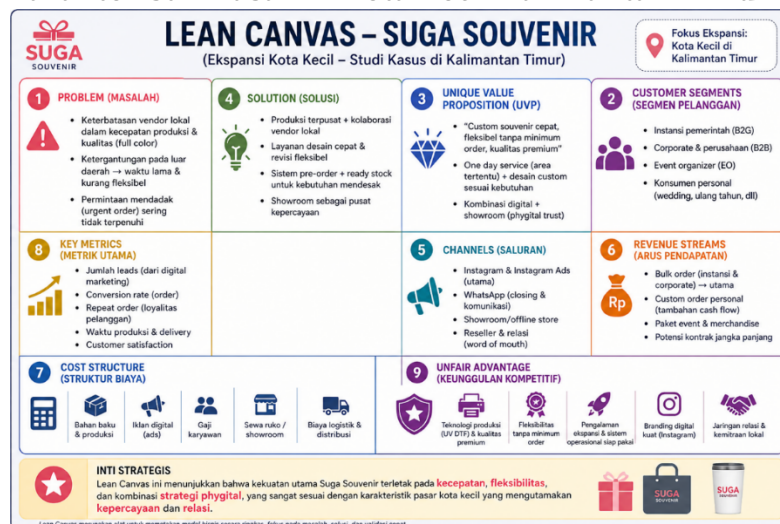 SUGA
SOUVENIR
LEAN CANVAS – SUGA SOUVENIR
(Ekspansi Kota Kecil – Studi Kasus di Kalimantan Timur)
Fokus Ekspansi:
Kota Kecil di
Kalimantan Timur
1 PROBLEM (MASALAH)
• Keterbatasan vendor lokal
dalam kecepatan produksi &
kualitas (full color)
• Ketergantungan pada luar
daerah → waktu lama &
kurang fleksibel
• Permintaan mendadak
(urgent order) sering
tidak terpenuhi
4 SOLUTION (SOLUSI)
• Produksi terpusat + kolaborasi
vendor lokal
• Layanan desain cepat &
revisi fleksibel
• Sistem pre-order + ready stock
untuk kebutuhan mendesak
• Showroom sebagai pusat
kepercayaan
3 UNIQUE VALUE
PROPOSITION (UVP)
• "Custom souvenir cepat,
fleksibel tanpa minimum
order, kualitas premium"
• One day service (area
tertentu) + desain custom
sesuai kebutuhan
• Kombinasi digital +
showroom (phygital trust)
2 CUSTOMER SEGMENTS
(SEGMEN PELANGGAN)
• Instansi pemerintah (B2G)
• Corporate & perusahaan (B2B)
• Event organizer (EO)
• Konsumen personal
(wedding, ulang tahun, dll)
8 KEY METRICS
(METRIK UTAMA)
• Jumlah leads (dari digital
marketing)
• Conversion rate (order)
• Repeat order (loyalitas
pelanggan)
• Waktu produksi & delivery
• Customer satisfaction
5 CHANNELS (SALURAN)
• Instagram & Instagram Ads
(utama)
• WhatsApp (closing &
komunikasi)
• Showroom/offline store
• Reseller & relasi
(word of mouth)
6 REVENUE STREAMS
(ARUS PENDAPATAN)
Rp
• Bulk order (instansi &
corporate) → utama
• Custom order personal
(tambahan cash flow)
• Paket event & merchandise
• Potensi kontrak jangka panjang
7 COST STRUCTURE
(STRUKTUR BIAYA)
Bahan baku
& produksi
Iklan digital
(ads)
Gaji
karyawan
Sewa ruko /
showroom
Biaya logistik &
distribusi
9 UNFAIR ADVANTAGE
(KEUNGGULAN KOMPETITIF)
Teknologi produksi
(UV DTF) & kualitas
premium
Fleksibilitas
tanpa minimum
order
Pengalaman
ekspansi & sistem
operasional siap pakai
Branding digital
kuat (Instagram)
Jaringan relasi &
kemitraan lokal
INTI STRATEGIS
Lean Canvas ini menunjukkan bahwa kekuatan utama Suga Souvenir terletak pada kecepatan, fleksibilitas,
dan kombinasi strategi phygital, yang sangat sesuai dengan karakteristik pasar kota kecil yang mengutamakan
kepercayaan dan relasi.
SUGA
SOUVENIR
SUGA